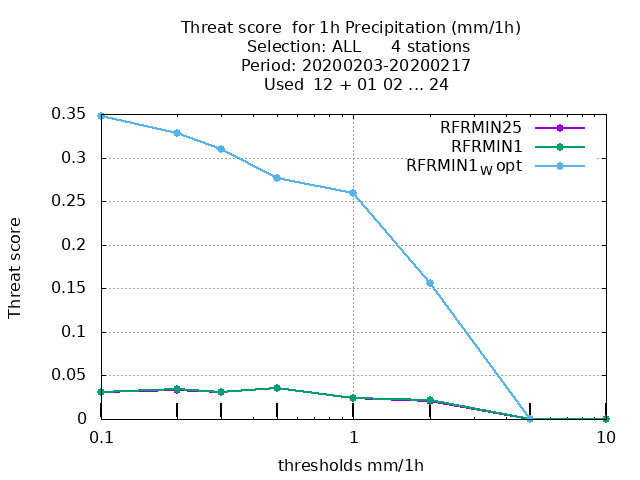 Threat score  for 1h Precipitation (mm/1h)
Selection: ALL      4 stations
Period: 20200203-20200217
Used  12 + 01 02 ... 24
RFRMIN25
RFRMIN1
RFRMIN1W opt
Threat score
0.35
0.3
0.25
0.2
0.15
0.1
0.05
0
0.1 1 10
thresholds mm/1h